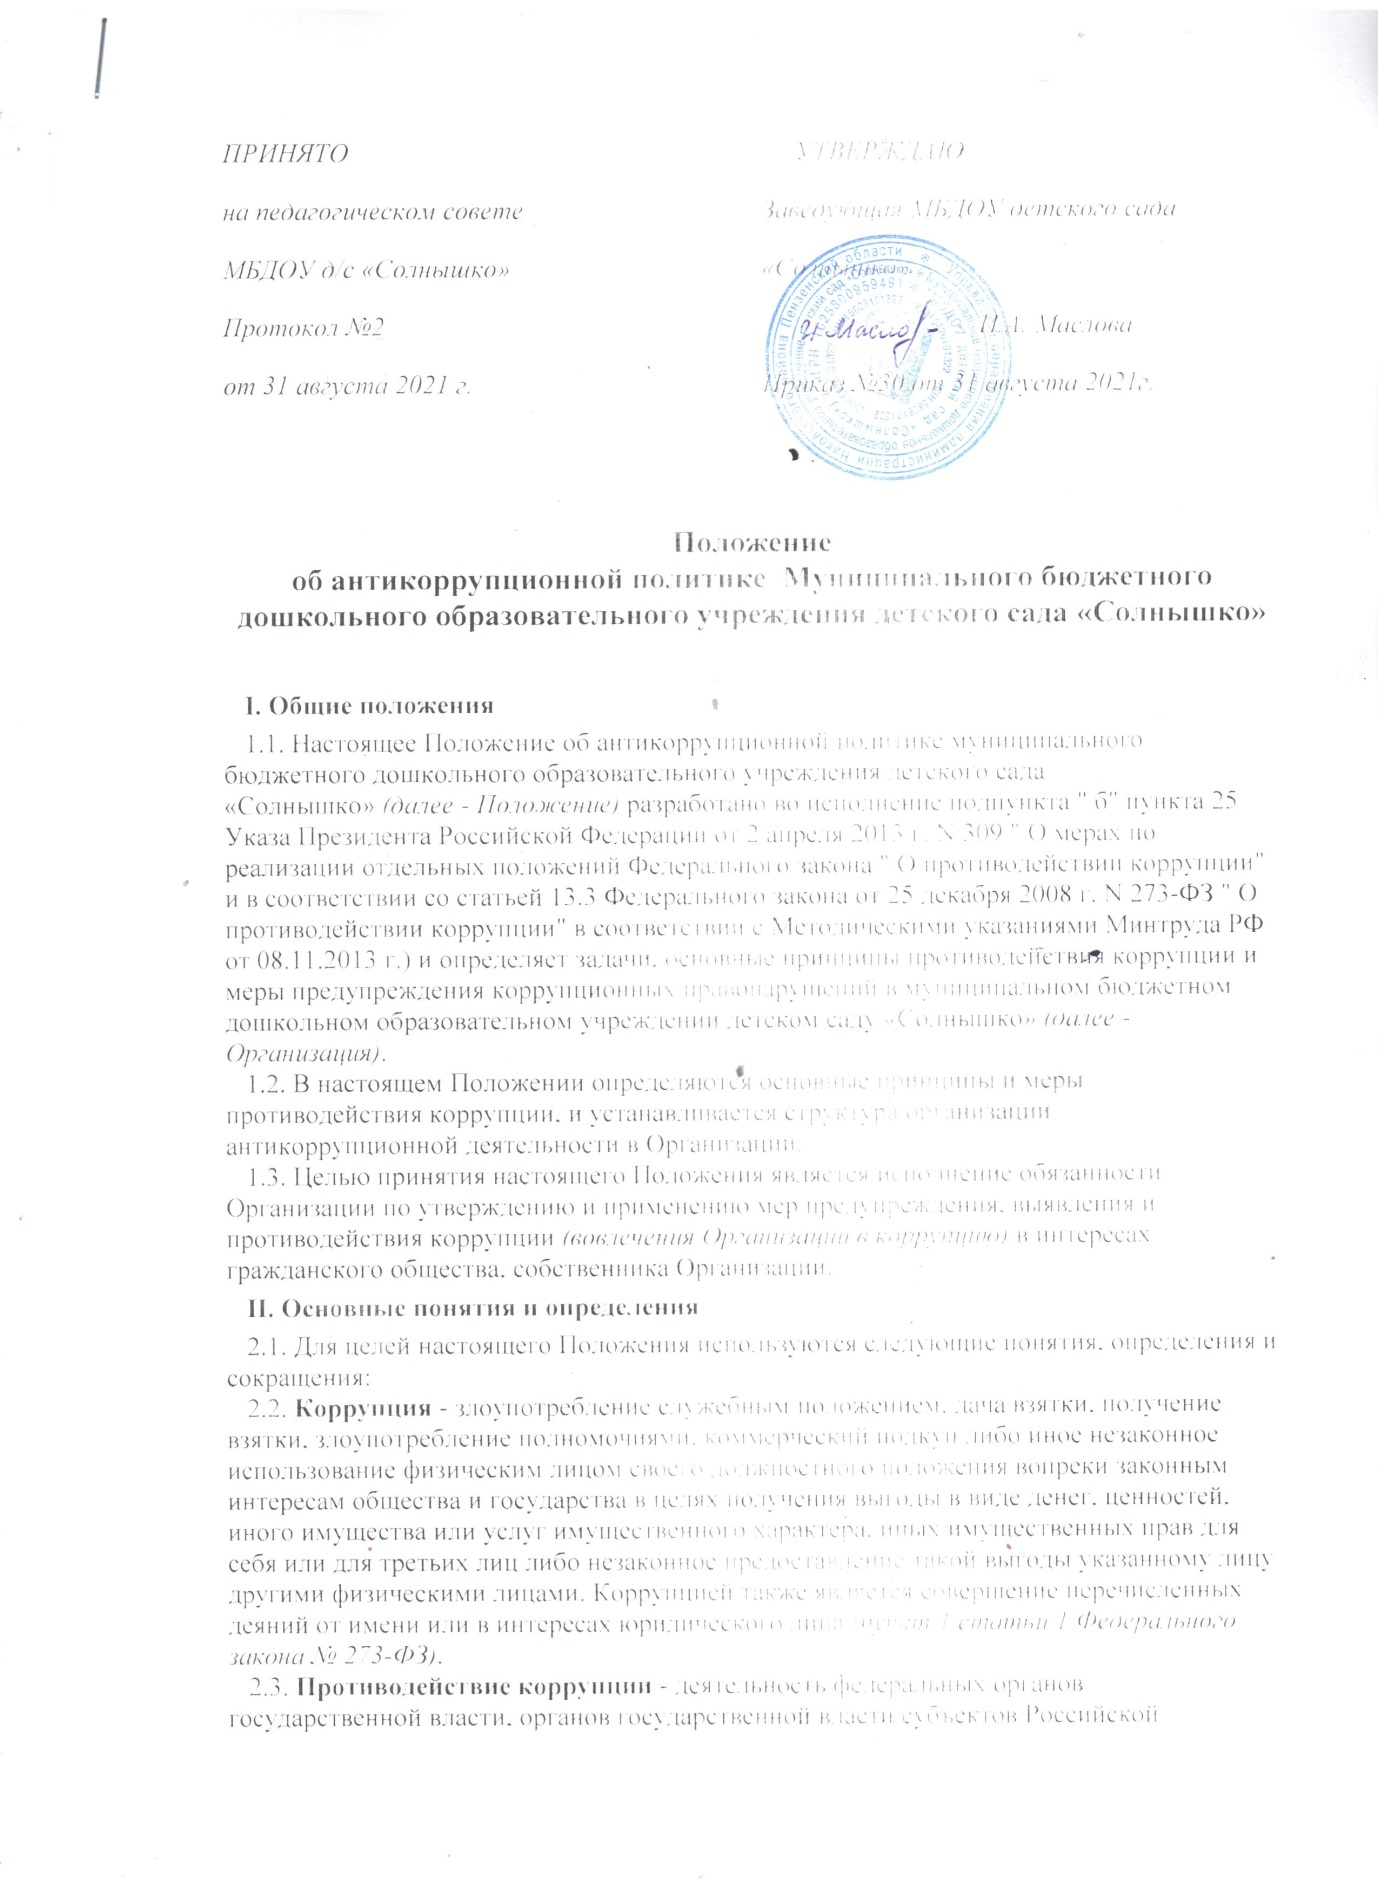 ПРИНЯТО УТВЕРЖДАЮ
на педагогическом совете Заведующая МБДОУ детского сада
МБДОУ д/с «Солнышко» «Солнышко»
Протокол №2 Маслова
от 31 августа 2021 г. Приказ №30 от 31 августа 2021г.
Положение
об антикоррупционной политике Муниципального бюджетного
дошкольного образовательного учреждения детского сада «Солнышко»
I. Общие положения
1.1. Настоящее Положение об антикоррупционной политике муниципального
бюджетного дошкольного образовательного учреждения детского сада
«Солнышко» (далее - Положение) разработано во исполнение подпункта " б" пункта 25
Указа Президента Российской Федерации от 2 апреля 2013 г. N 309 " О мерах по
реализации отдельных положений Федерального закона " О противодействии коррупции"
и в соответствии со статьей 13.3 Федерального закона от 25 декабря 2008 г. N 273-ФЗ " О
противодействии коррупции" в соответствии с Методическими указаниями Минтруда РФ
от 08.11.2013 г.) и определяет задачи, основные принципы противодействия коррупции и
меры предупреждения коррупционных правонарушений в муниципальном бюджетном
дошкольном образовательном учреждении детском саду «Солнышко» (далее -
Организация).
1.2. В настоящем Положении определяются основные принципы и меры
противодействия коррупции, и устанавливается структура организации
антикоррупционной деятельности в Организации.
1.3. Целью принятия настоящего Положения является исполнение обязанности
Организации по утверждению и применению мер предупреждения, выявления и
противодействия коррупции (вовлечения Организации в коррупцию) в интересах
гражданского общества, собственника Организации.
II. Основные понятия и определения
2.1. Для целей настоящего Положения используются следующие понятия, определения и
сокращения:
2.2. Коррупция - злоупотребление служебным положением, дача взятки, получение
взятки, злоупотребление полномочиями, коммерческий подкуп либо иное незаконное
использование физическим лицом своего должностного положения вопреки законным
интересам общества и государства в целях получения выгоды в виде денег, ценностей,
иного имущества или услуг имущественного характера, иных имущественных прав для
себя или для третьих лиц либо незаконное предоставление такой выгоды указанному лицу
другими физическими лицами. Коррупцией также является совершение перечисленных
деяний от имени или в интересах юридического лица (пункт 1 статьи 1 Федерального
закона № 273-ФЗ).
2.3. Противодействие коррупции - деятельность федеральных органов
государственной власти, органов государственной власти субъектов Российской